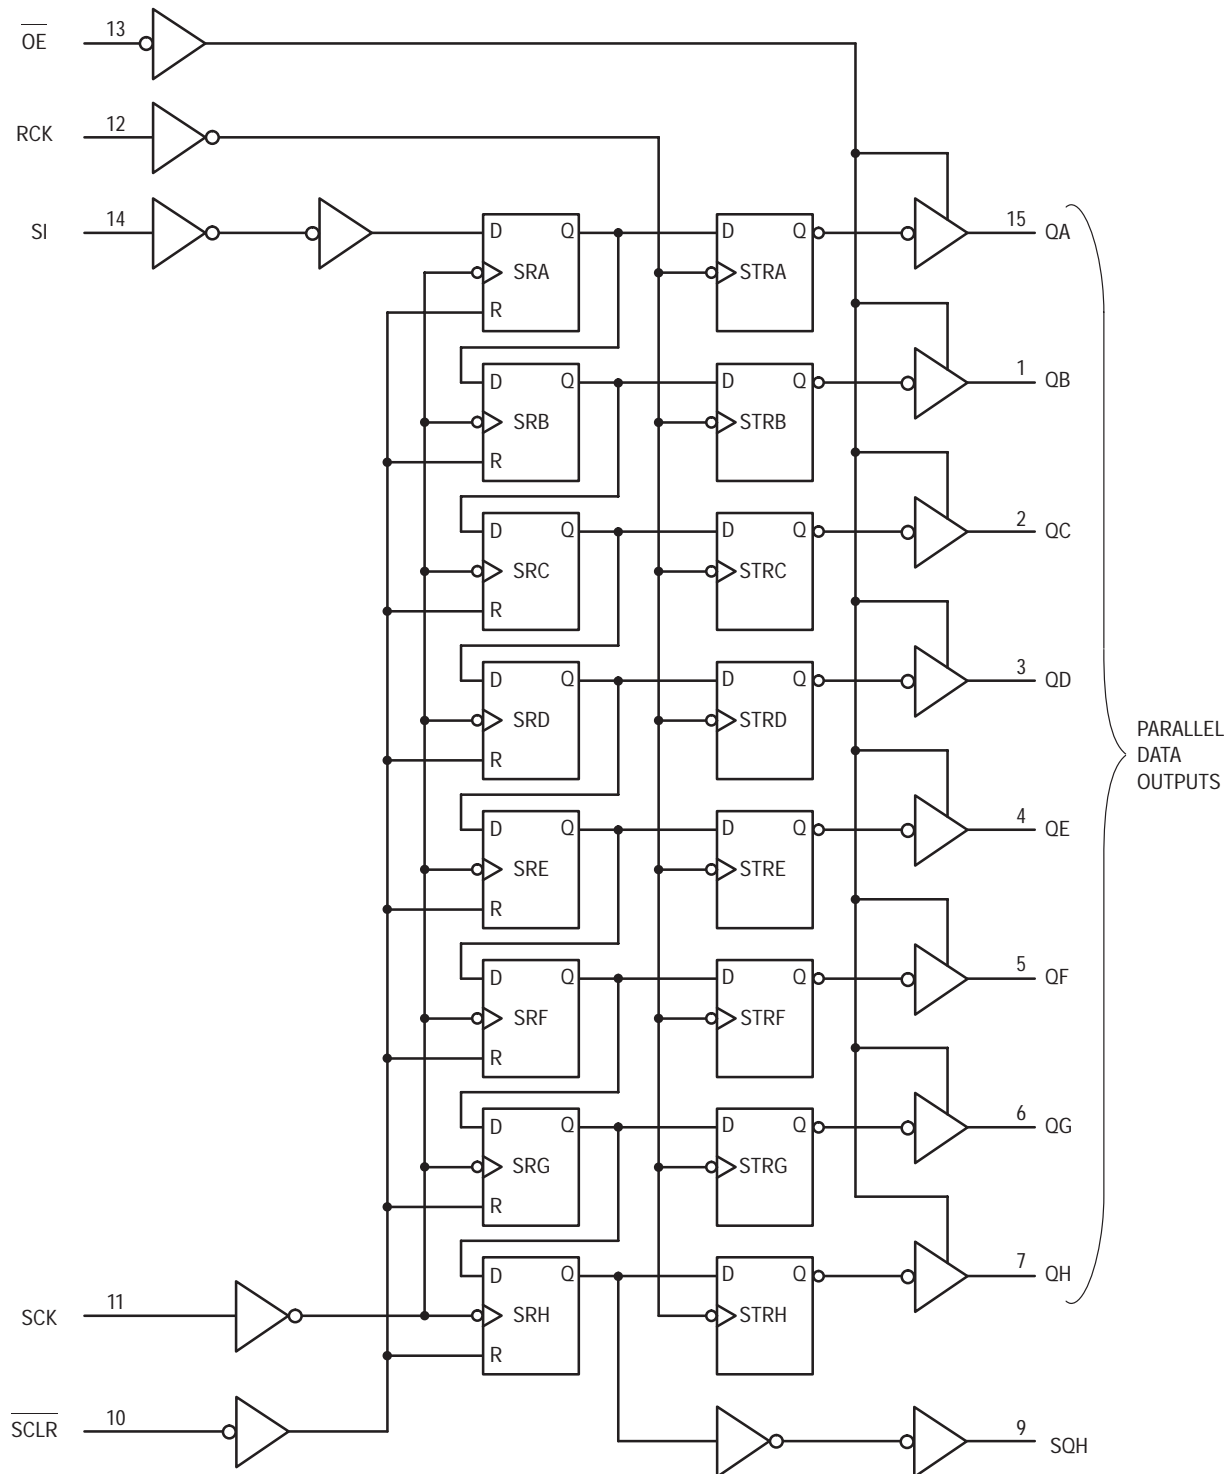 OE 13
RCK 12
SI 14
D Q SRA R
D Q STRA
15 QA
D Q SRB R
D Q STRB
1 QB
D Q SRC R
D Q STRC
2 QC
D Q SRD R
D Q STRD
3 QD
PARALLEL
DATA
OUTPUTS
D Q SRE R
D Q STRE
4 QE
D Q SRF R
D Q STRF
5 QF
D Q SRG R
D Q STRG
6 QG
D Q SRH R
D Q STRH
7 QH
SCK 11
SCLR 10
9 SQH